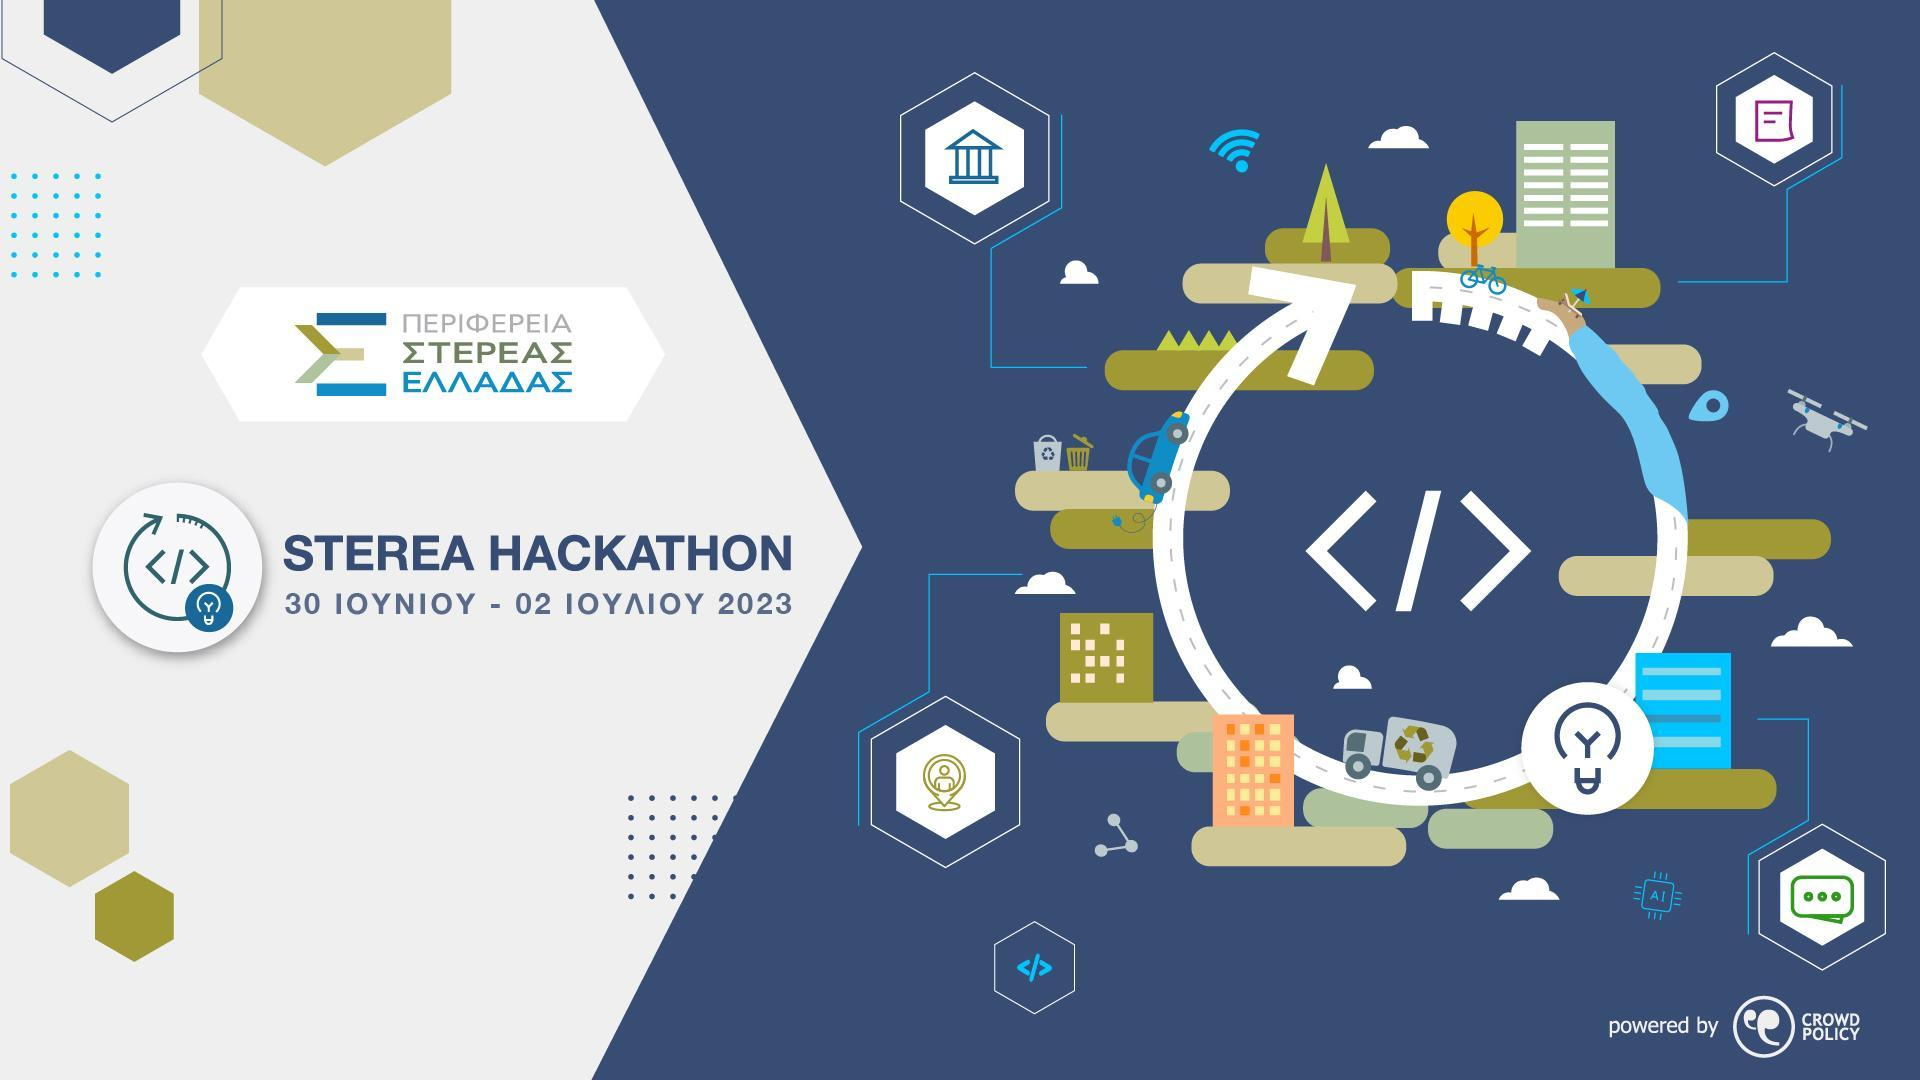 ΠΕΡΙΦΕΡΕΙΑ
ΣΤΕΡΕΑΣ
ΕΛΛΑΔΑΣ
STEREA HACKATHON
30 ΙΟΥΝΙΟΥ - 02 ΙΟΥΛΙΟΥ 2023
</>
</>
</>
AI
powered by CROWD
POLICY